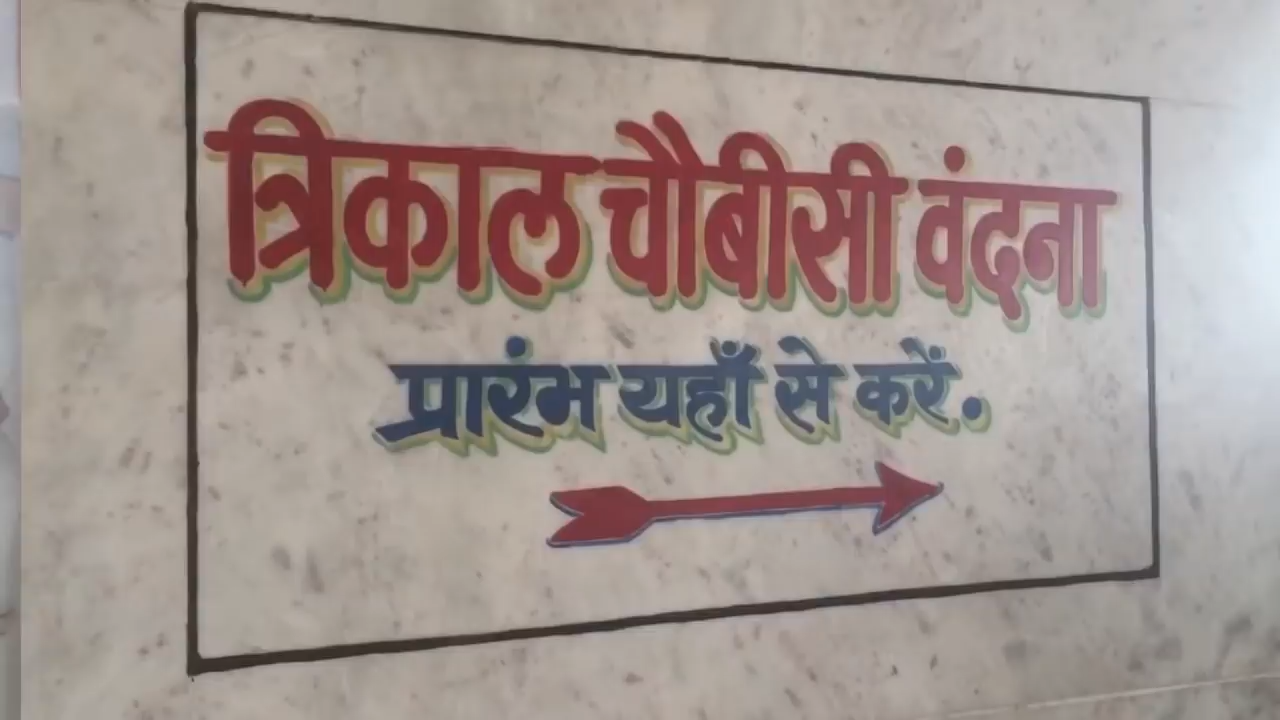 त्रिकाल चौबीसी वंदना
प्रारंभ यहाँ से करें.